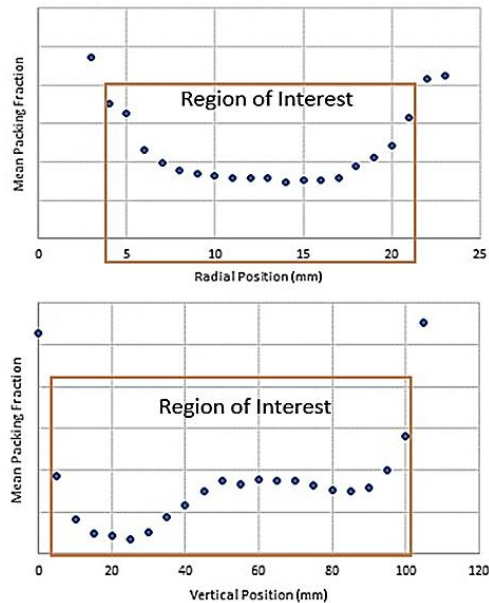 Mean Packing Fraction
Region of Interest
0 5 10 15 20 25
Radial Position (mm)
Mean Packing Fraction
Region of Interest
0 20 40 60 80 100 120
Vertical Position (mm)